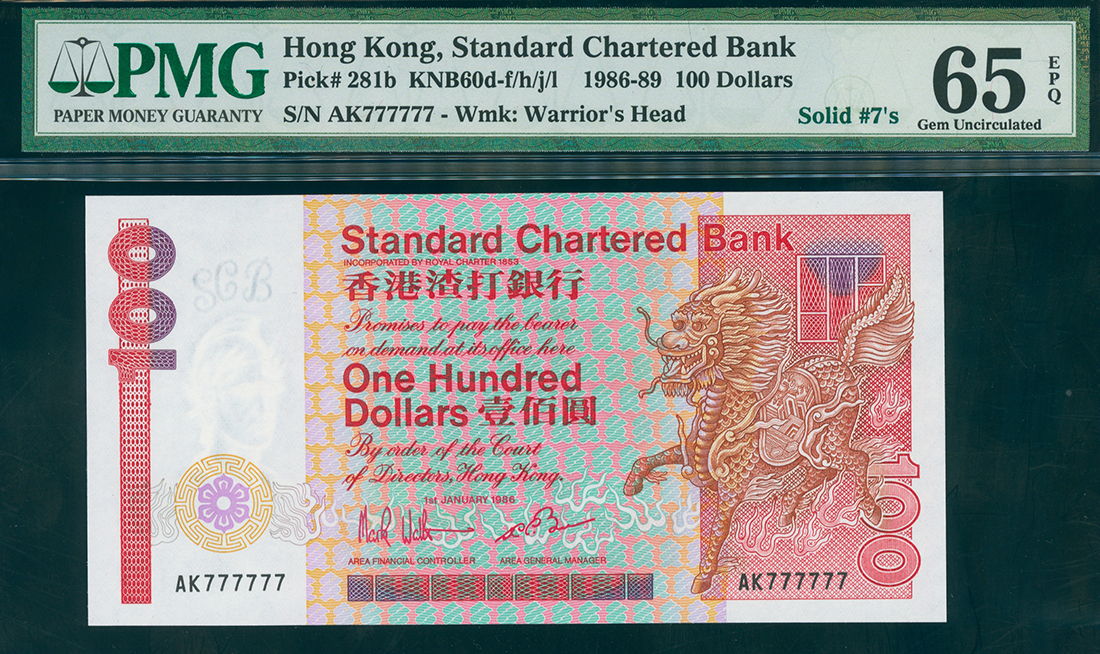 PMG
PAPER MONEY GUARANTY
Hong Kong, Standard Chartered Bank
Pick# 281b KNB60d-f/h/j/l 1986-89 100 Dollars
S/N AK777777 - Wmk: Warrior's Head
Solid #7's
65
EPQ
Gem Uncirculated
100
SCB
Standard Chartered Bank
INCORPORATED BY ROYAL CHARTER 1853
香港渣打銀行
Promises to pay the bearer
on demand at its office here
One Hundred
Dollars 壹佰圓
By order of the Court
of Directors, Hong Kong.
1st JANUARY 1986
Mark
AREA FINANCIAL CONTROLLER AREA GENERAL MANAGER
AK777777
AK777777
100